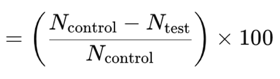 = (N_control − N_test / N_control) × 100